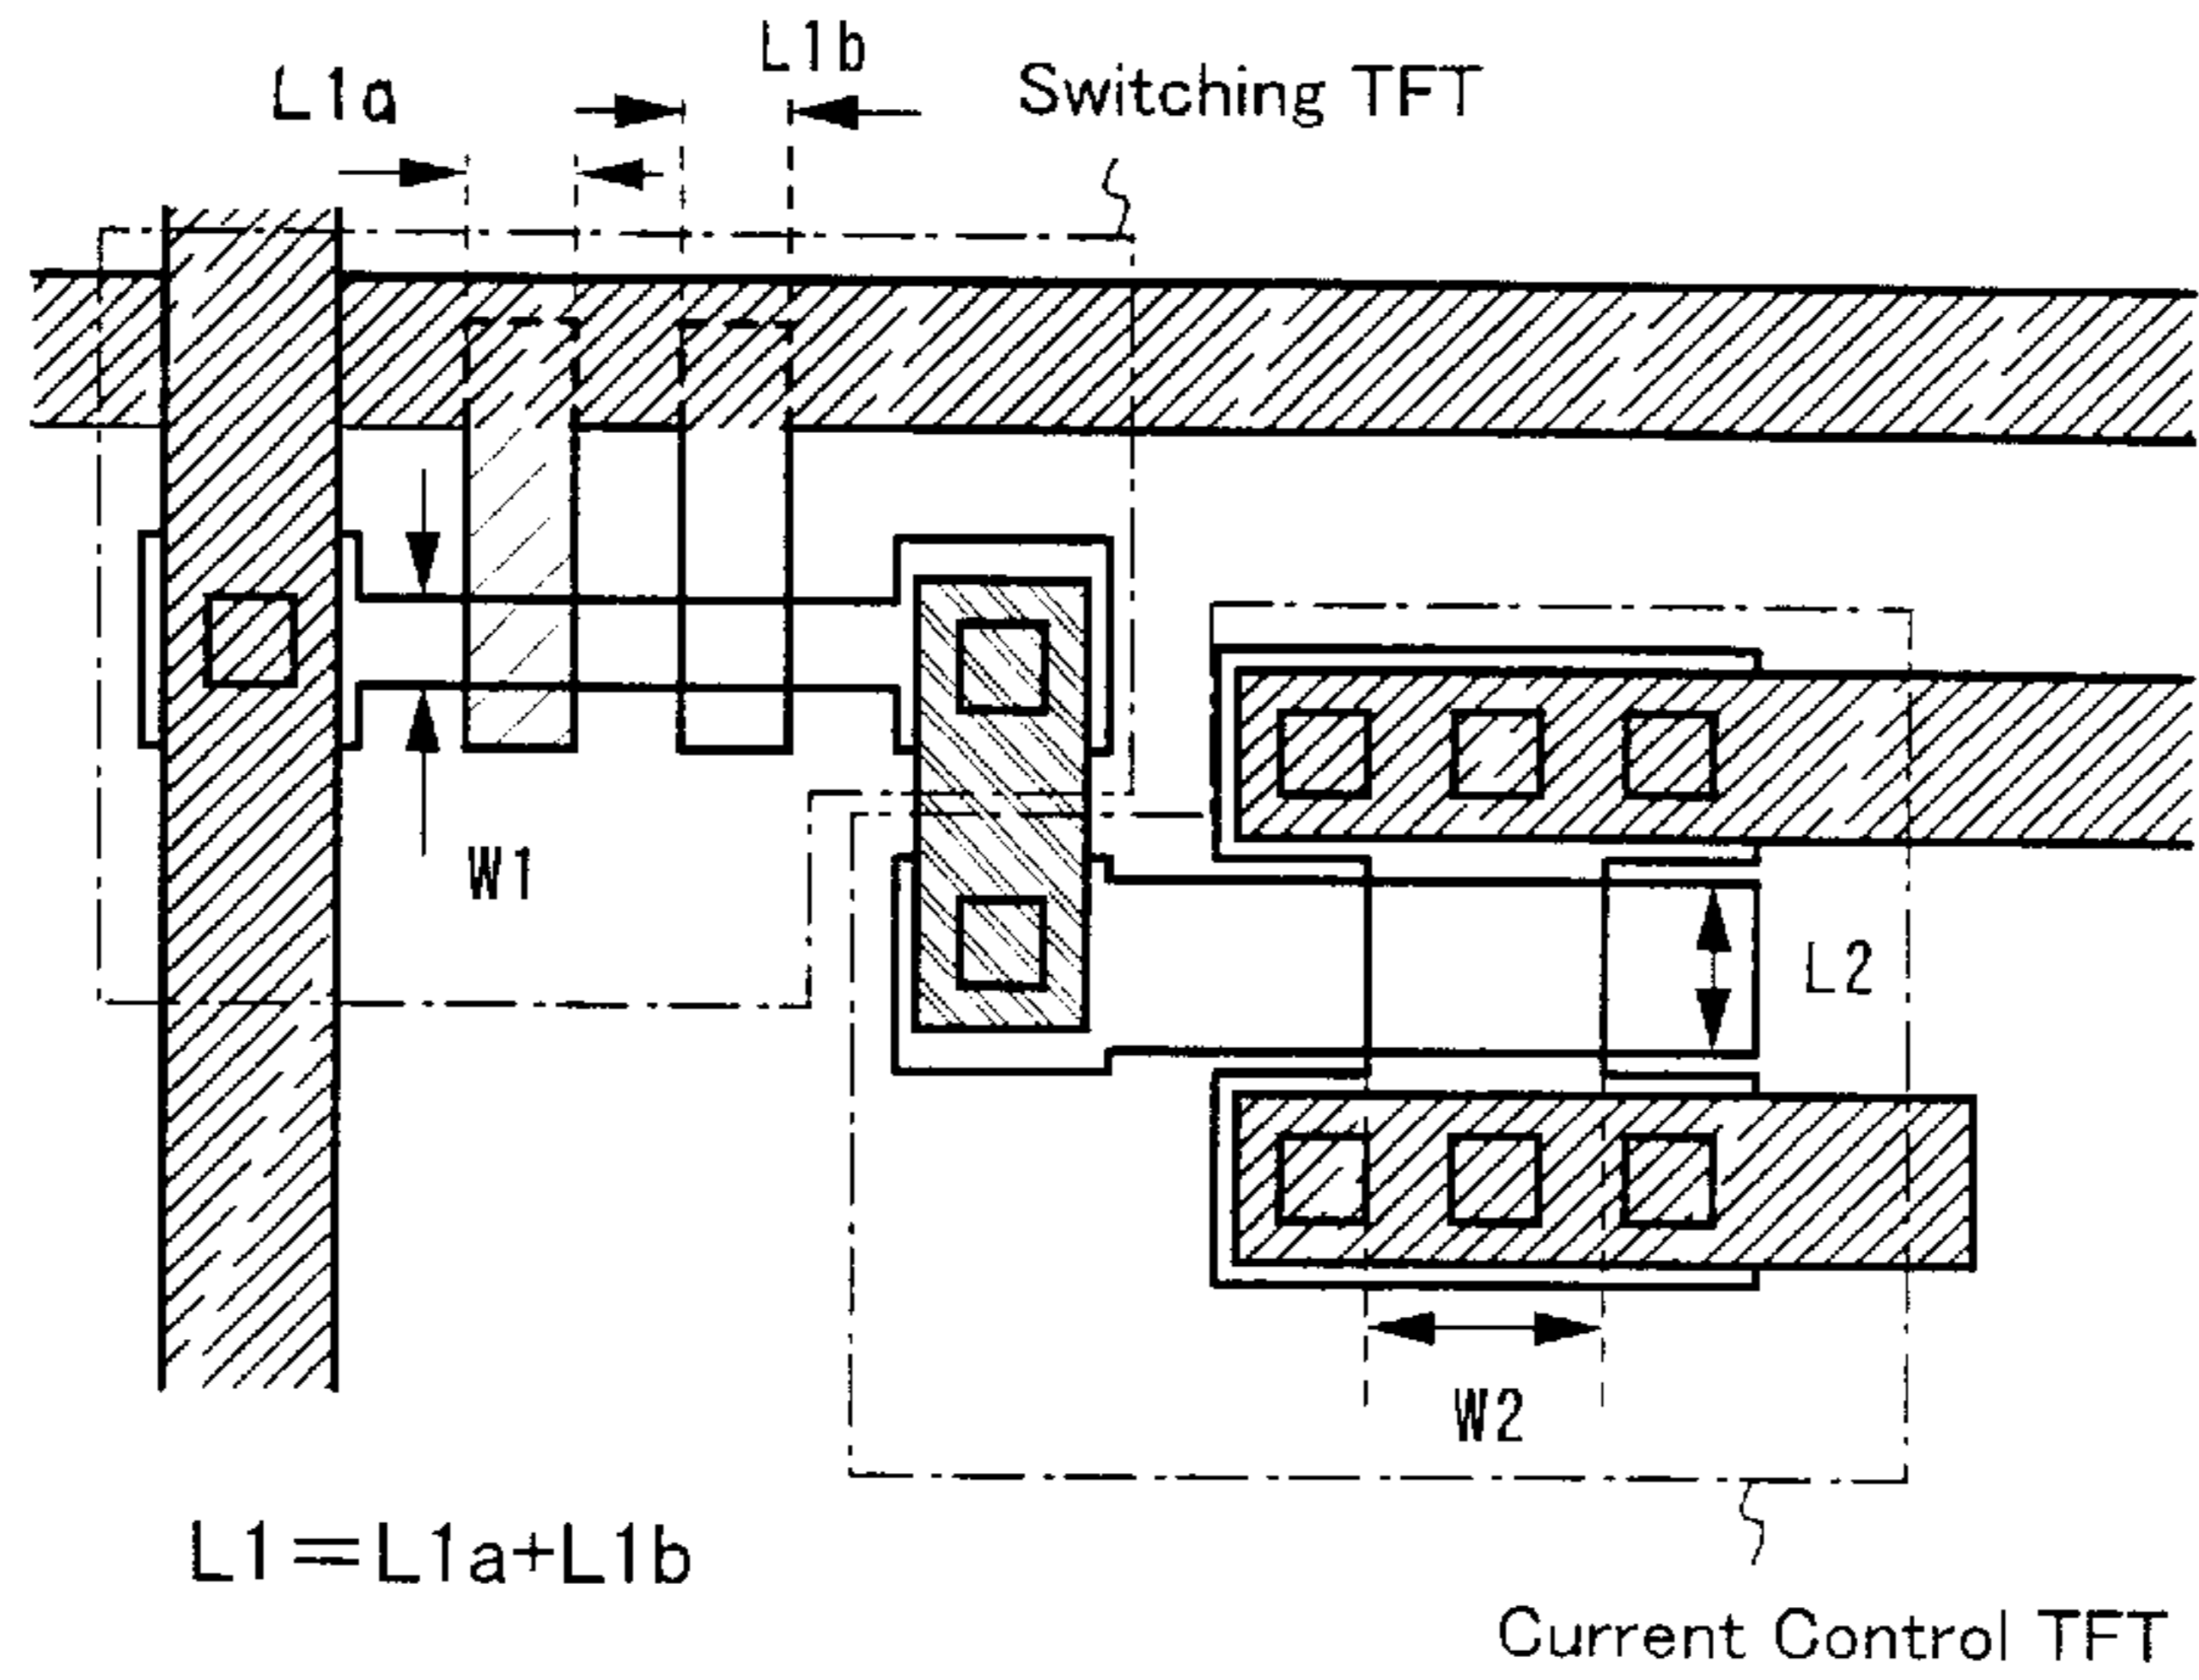 L1b
Switching TFT
L1a
W1
L2
W2
L1=L1a+L1b
Current Control TFT